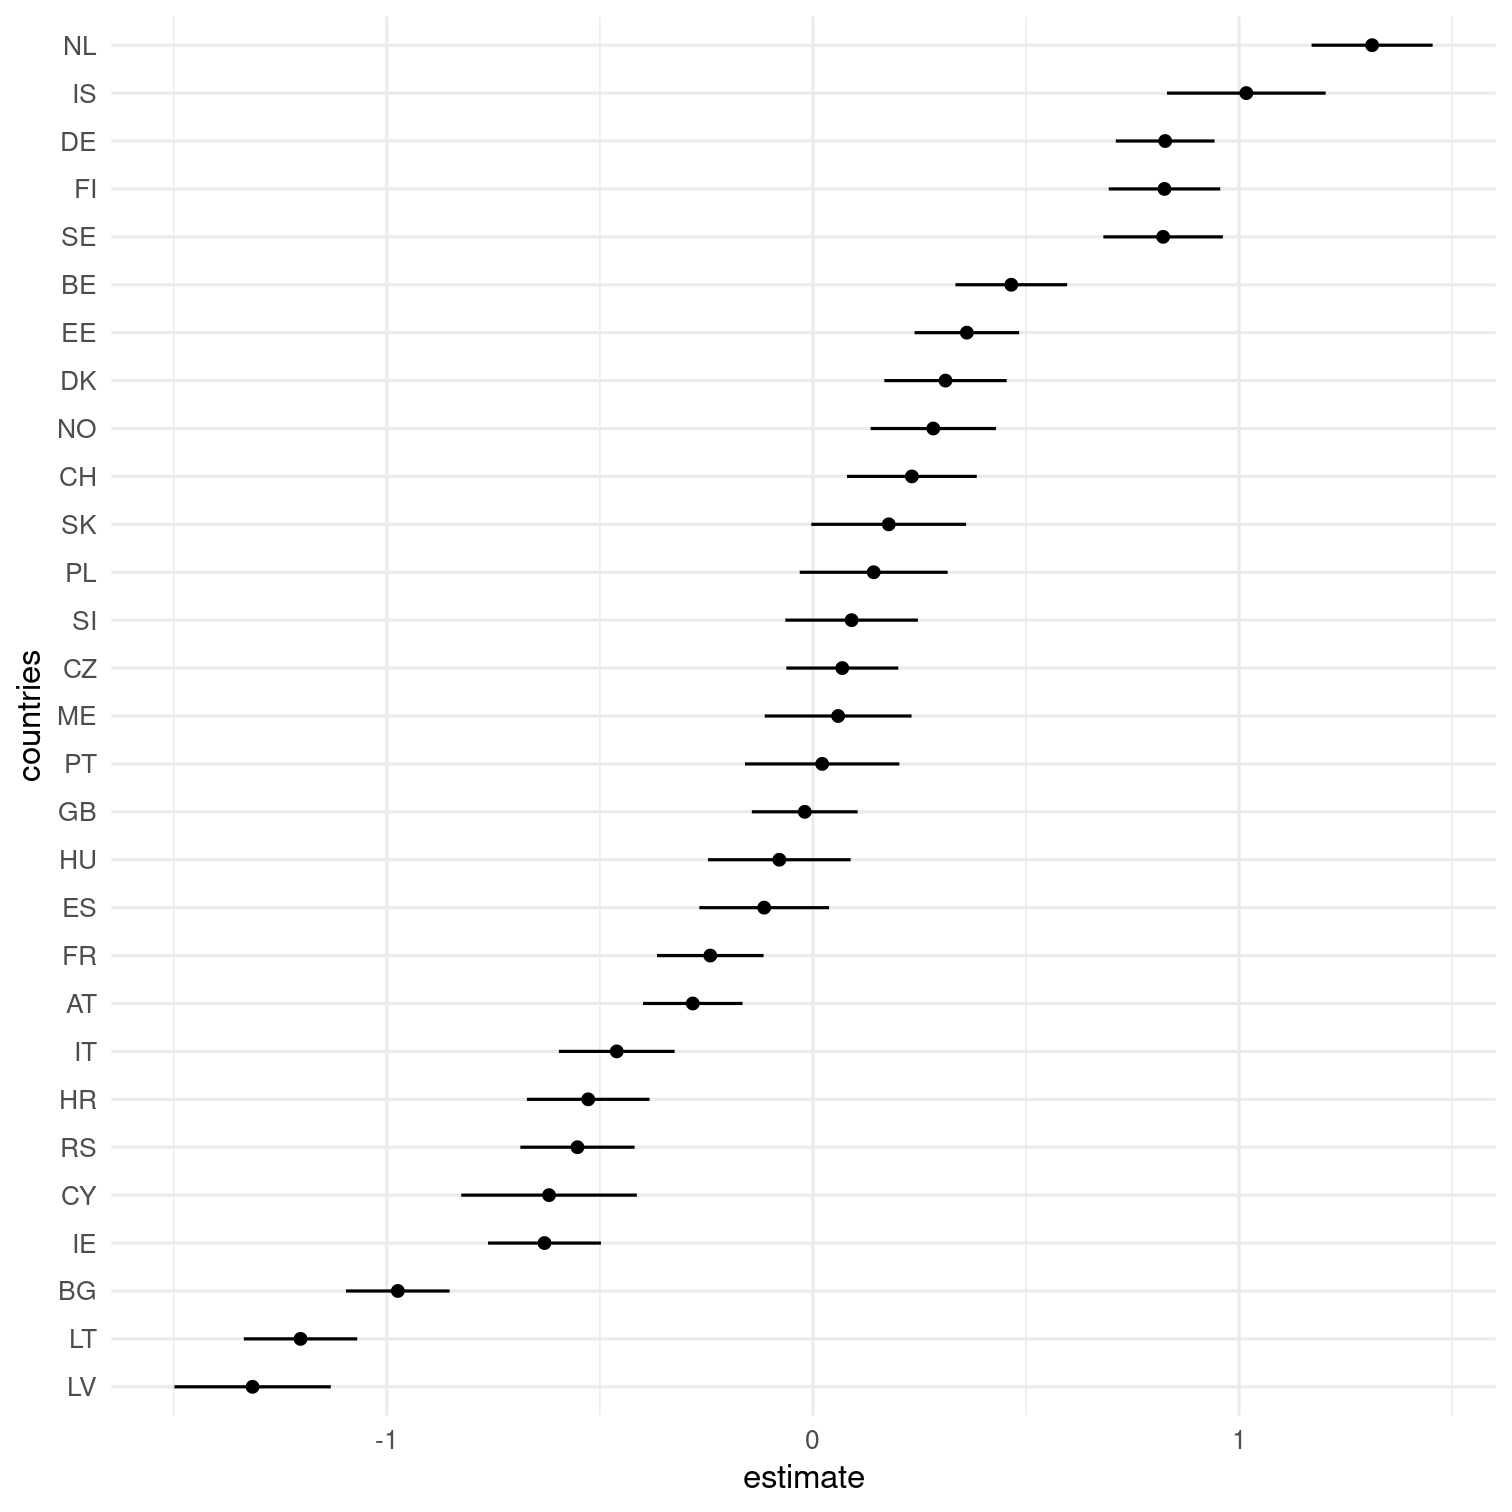 NL
IS
DE
FI
SE
BE
EE
DK
NO
CH
SK
PL
SI
CZ
ME
PT
GB
HU
ES
FR
AT
IT
HR
RS
CY
IE
BG
LT
LV
countries
-1 0 1
estimate